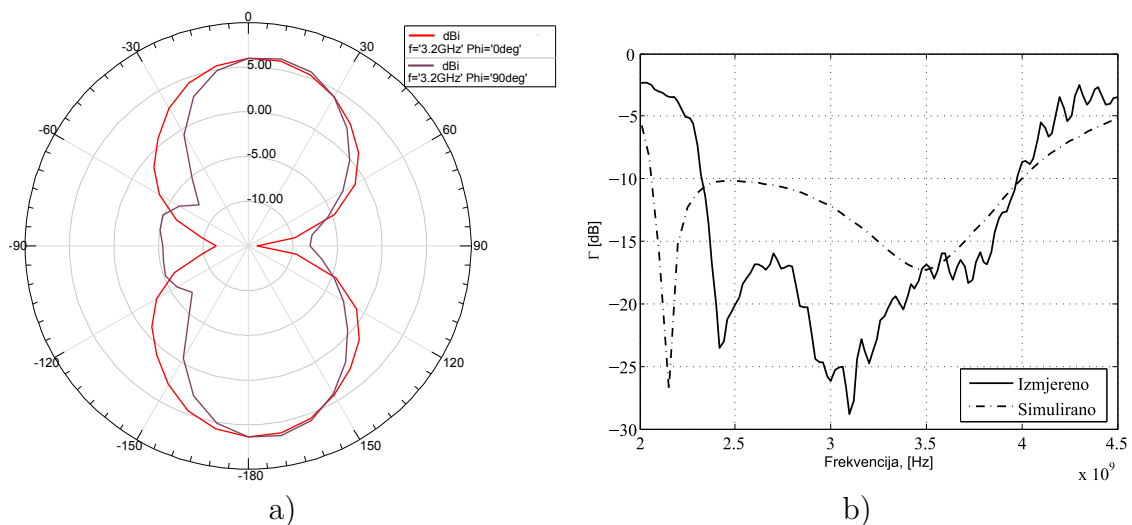 0
30
60
90
120
150
-180
-150
-120
-90
-60
-30
5.00
0.00
-5.00
-10.00
dBi
f='3.2GHz' Phi='0deg'
dBi
f='3.2GHz' Phi='90deg'
a)
0
−5
−10
−15
−20
−25
−30
Γ [dB]
2 2.5 3 3.5 4 4.5
Frekvencija, [Hz]
x 10⁹
Izmjereno
Simulirano
b)